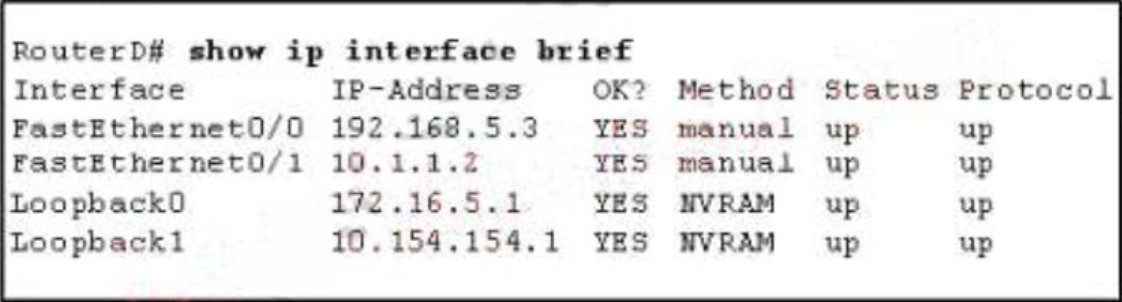 RouterD# show ip interface brief
Interface IP-Address OK? Method Status Protocol
FastEthernet0/0 192.168.5.3 YES manual up up
FastEthernet0/1 10.1.1.2 YES manual up up
Loopback0 172.16.5.1 YES NVRAM up up
Loopback1 10.154.154.1 YES NVRAM up up